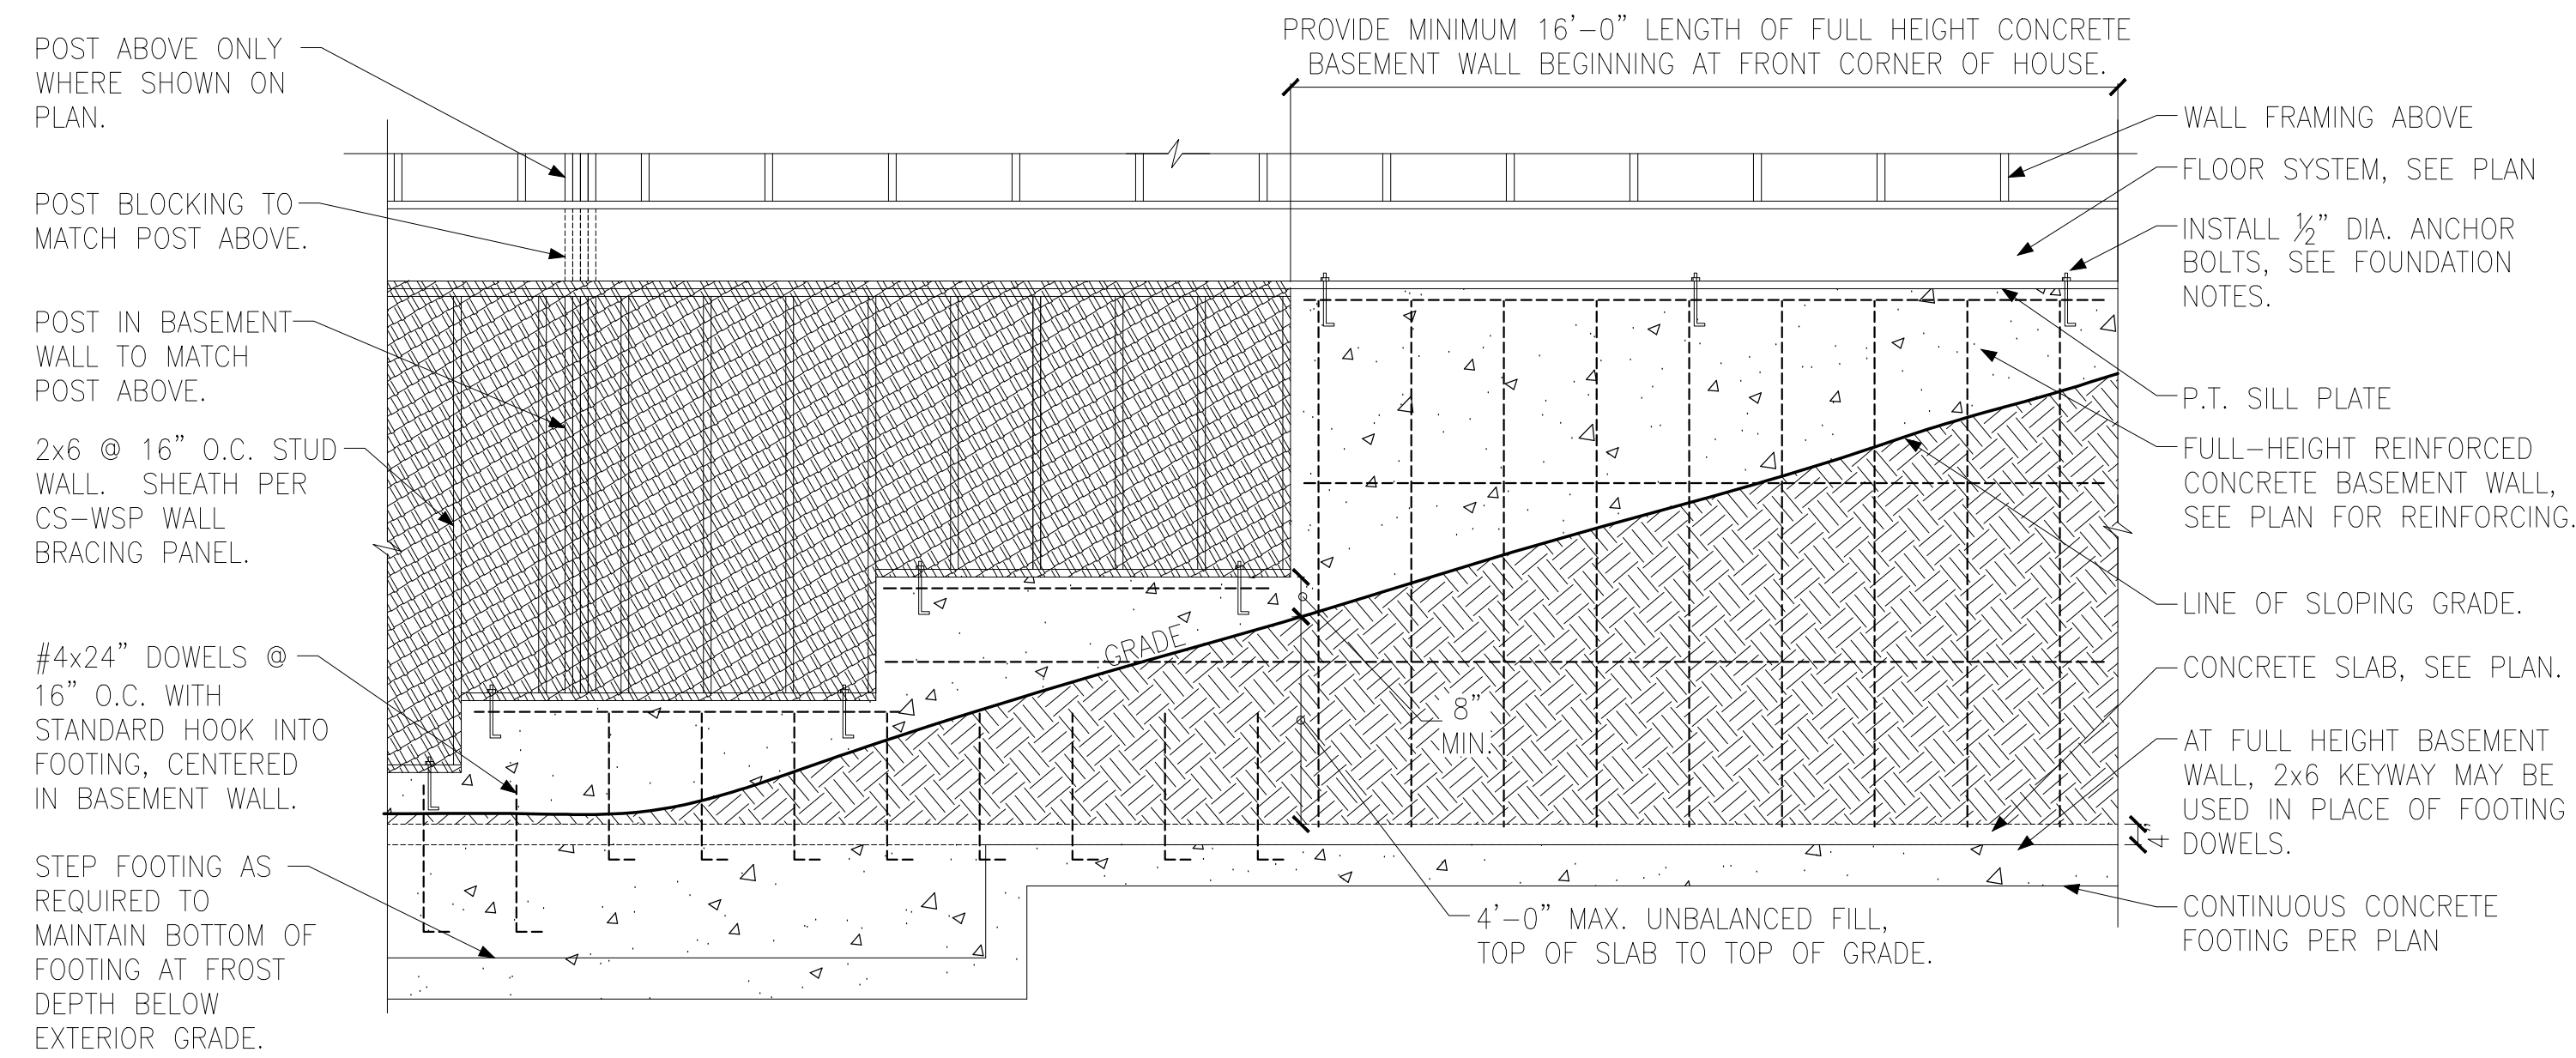 PROVIDE MINIMUM 16'-0" LENGTH OF FULL HEIGHT CONCRETE
BASEMENT WALL BEGINNING AT FRONT CORNER OF HOUSE.
POST ABOVE ONLY
WHERE SHOWN ON
PLAN.
POST BLOCKING TO
MATCH POST ABOVE.
POST IN BASEMENT
WALL TO MATCH
POST ABOVE.
2x6 @ 16" O.C. STUD
WALL. SHEATH PER
CS-WSP WALL
BRACING PANEL.
#4x24" DOWELS @
16" O.C. WITH
STANDARD HOOK INTO
FOOTING, CENTERED
IN BASEMENT WALL.
STEP FOOTING AS
REQUIRED TO
MAINTAIN BOTTOM OF
FOOTING AT FROST
DEPTH BELOW
EXTERIOR GRADE.
GRADE
8"
MIN.
4'-0" MAX. UNBALANCED FILL,
TOP OF SLAB TO TOP OF GRADE.
WALL FRAMING ABOVE
FLOOR SYSTEM, SEE PLAN
INSTALL ½" DIA. ANCHOR
BOLTS, SEE FOUNDATION
NOTES.
P.T. SILL PLATE
FULL-HEIGHT REINFORCED
CONCRETE BASEMENT WALL,
SEE PLAN FOR REINFORCING.
LINE OF SLOPING GRADE.
CONCRETE SLAB, SEE PLAN.
AT FULL HEIGHT BASEMENT
WALL, 2x6 KEYWAY MAY BE
USED IN PLACE OF FOOTING
DOWELS.
4"
CONTINUOUS CONCRETE
FOOTING PER PLAN